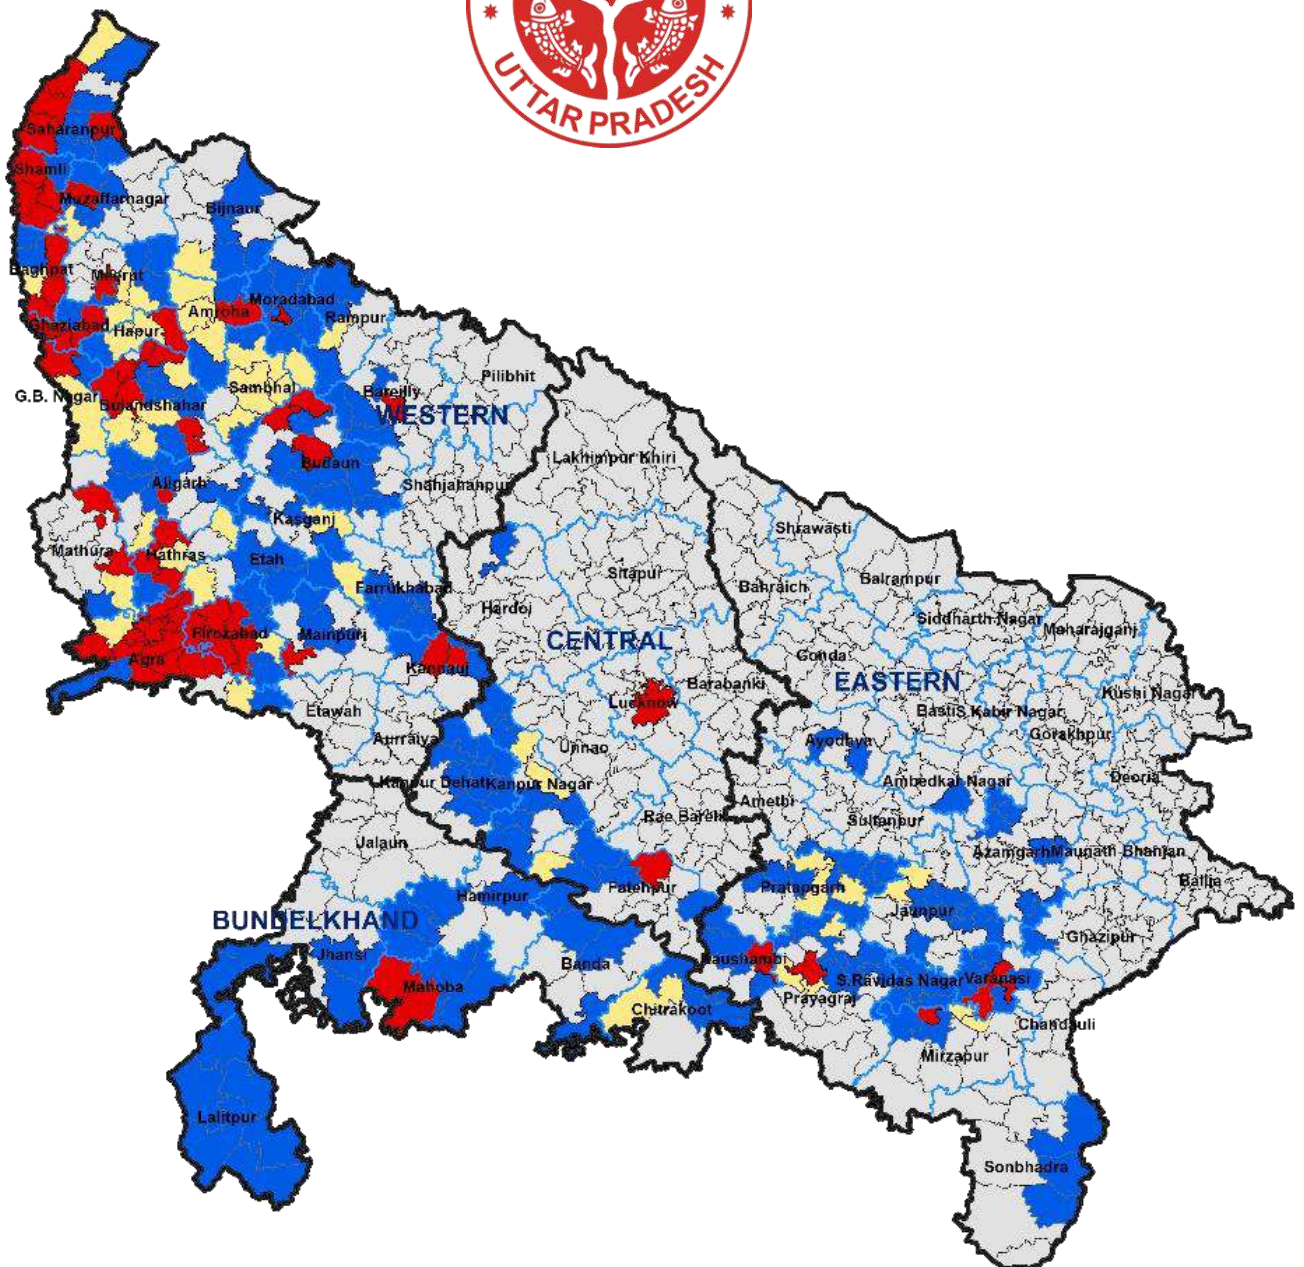 UTTAR PRADESH
Saharanpur
Shamli
Muzaffarnagar
Bijnaur
Baghpat
Meerut
Moradabad
Amroha
Rampur
Ghaziabad
Hapur
Pilibhit
Sambhal
Bareilly
G.B. Nagar
Bulandshahar
WESTERN
Lakhimpur Khiri
Budaun
Aligarh
Shahjahanpur
Kasganj
Shrawasti
Mathura
Hathras
Etah
Sitapur
Balrampur
Bahraich
Farrukhabad
Hardoi
Siddharth Nagar
Maharajganj
Firozabad
Mainpuri
CENTRAL
Agra
Gonda
Kannauj
EASTERN
Barabanki
Kushi Nagar
Lucknow
Etawah
Basti
S Kabir Nagar
Gorakhpur
Aurraiya
Unnao
Ayodhya
Deoria
Kanpur Dehat
Kanpur Nagar
Ambedkar Nagar
Amethi
Rae Bareli
Sultanpur
Jalaun
Azamgarh
Maunath Bhanjan
Ballia
Fatehpur
Pratapgarh
Hamirpur
Jaunpur
BUNDELKHAND
Ghazipur
Jhansi
Kaushambi
Banda
Mahoba
S.Ravidas Nagar
Varanasi
Prayagraj
Chitrakoot
Chandauli
Mirzapur
Lalitpur
Sonbhadra